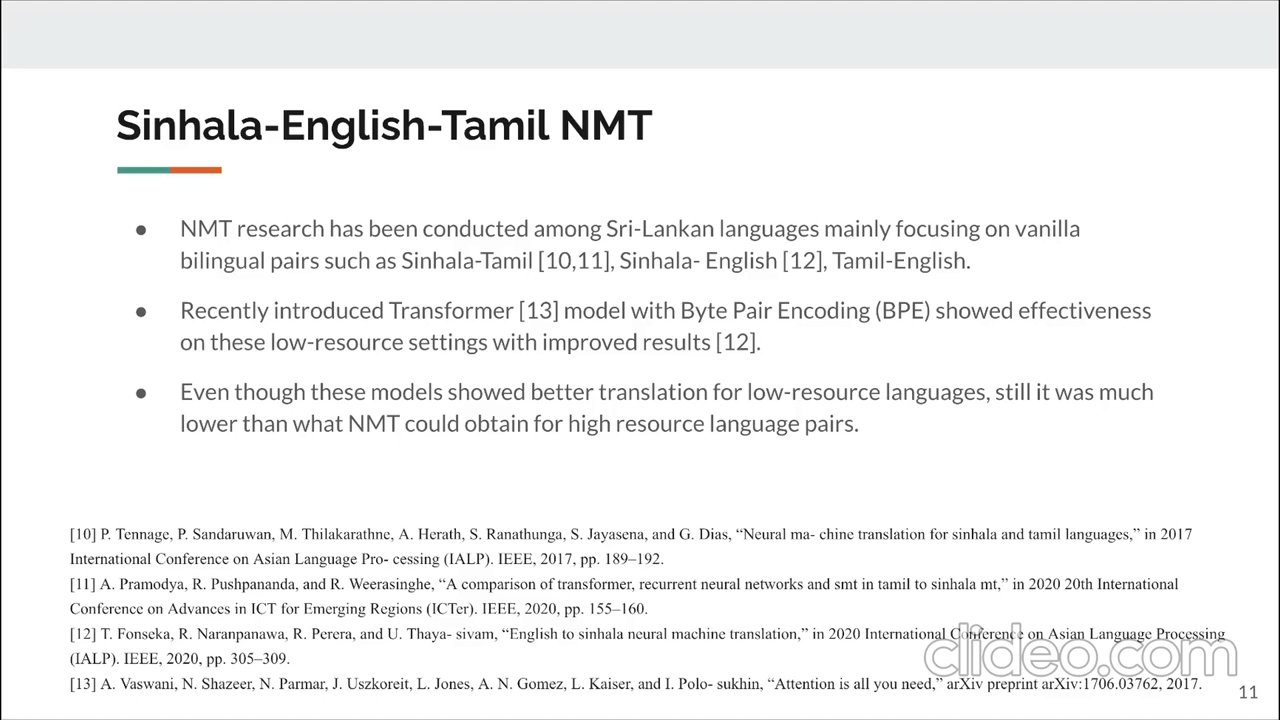 Sinhala-English-Tamil NMT
● NMT research has been conducted among Sri-Lankan languages mainly focusing on vanilla
bilingual pairs such as Sinhala-Tamil [10,11], Sinhala- English [12], Tamil-English.
● Recently introduced Transformer [13] model with Byte Pair Encoding (BPE) showed effectiveness
on these low-resource settings with improved results [12].
● Even though these models showed better translation for low-resource languages, still it was much
lower than what NMT could obtain for high resource language pairs.
[10] P. Tennage, P. Sandaruwan, M. Thilakarathne, A. Herath, S. Ranathunga, S. Jayasena, and G. Dias, “Neural ma- chine translation for sinhala and tamil languages,” in 2017
International Conference on Asian Language Pro- cessing (IALP). IEEE, 2017, pp. 189–192.
[11] A. Pramodya, R. Pushpananda, and R. Weerasinghe, “A comparison of transformer, recurrent neural networks and smt in tamil to sinhala mt,” in 2020 20th International
Conference on Advances in ICT for Emerging Regions (ICTer). IEEE, 2020, pp. 155–160.
[12] T. Fonseka, R. Naranpanawa, R. Perera, and U. Thaya- sivam, “English to sinhala neural machine translation,” in 2020 International Conference on Asian Language Processing
(IALP). IEEE, 2020, pp. 305–309.
[13] A. Vaswani, N. Shazeer, N. Parmar, J. Uszkoreit, L. Jones, A. N. Gomez, L. Kaiser, and I. Polo- sukhin, “Attention is all you need,” arXiv preprint arXiv:1706.03762, 2017.
clideo.com
11